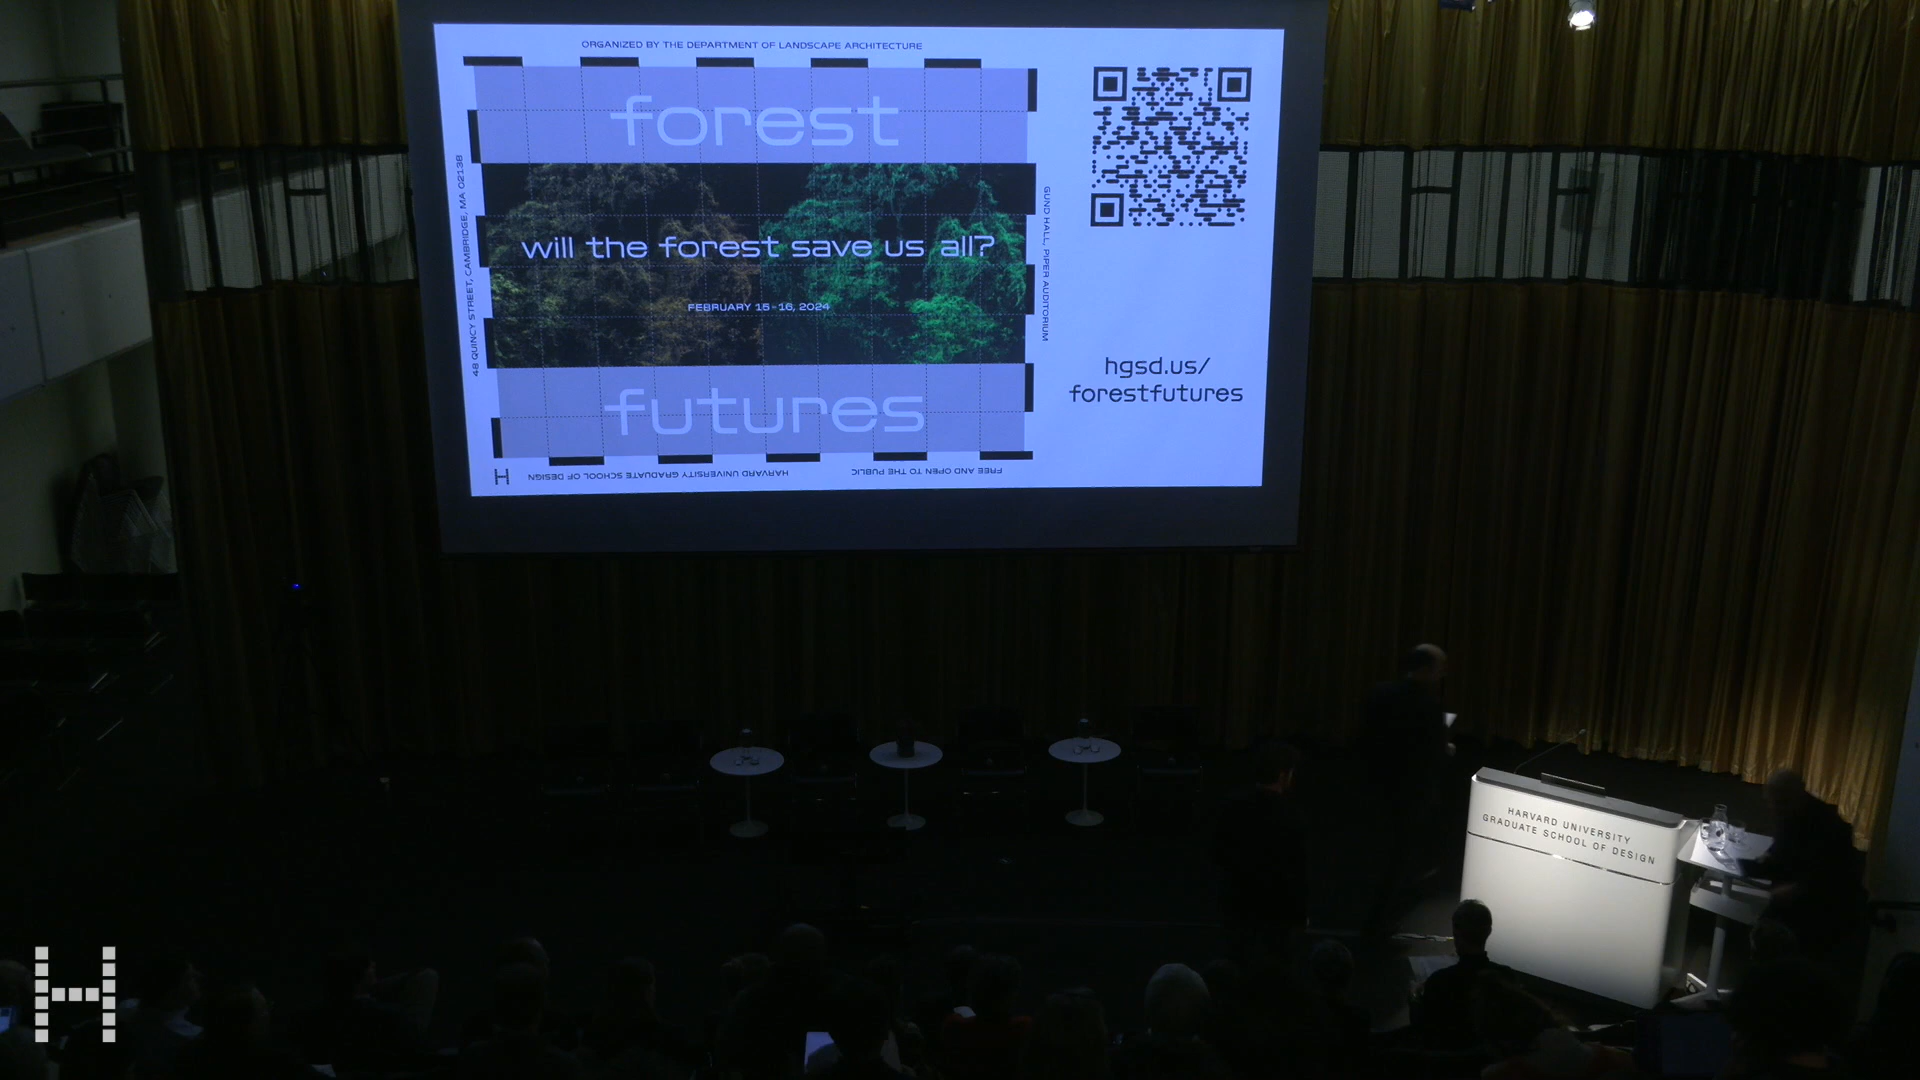 ORGANIZED BY THE DEPARTMENT OF LANDSCAPE ARCHITECTURE
forest
48 QUINCY STREET, CAMBRIDGE, MA 02138
will the forest save us all?
GUND HALL, PIPER AUDITORIUM
FEBRUARY 15-16, 2024
hgsd.us/
forestfutures
futures
H
HARVARD UNIVERSITY GRADUATE SCHOOL OF DESIGN
FREE AND OPEN TO THE PUBLIC
HARVARD UNIVERSITY
GRADUATE SCHOOL OF DESIGN
H